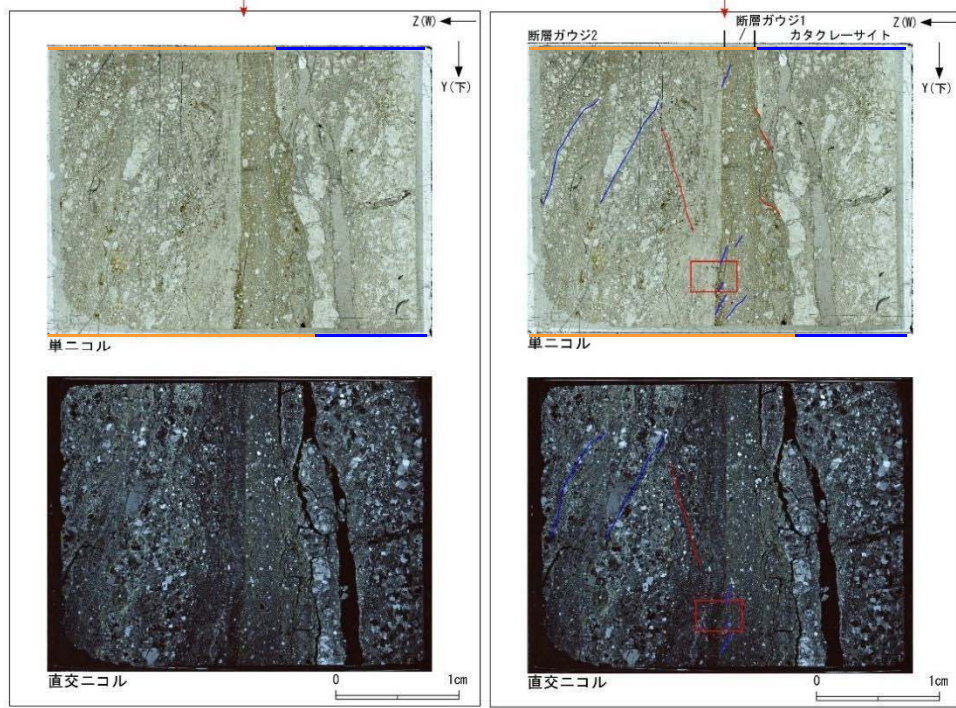 Z(W)
Y(下)
単ニコル
直交ニコル
0 1cm
断層ガウジ1
Z(W)
断層ガウジ2 カタクレーサイト
Y(下)
単ニコル
直交ニコル
0 1cm